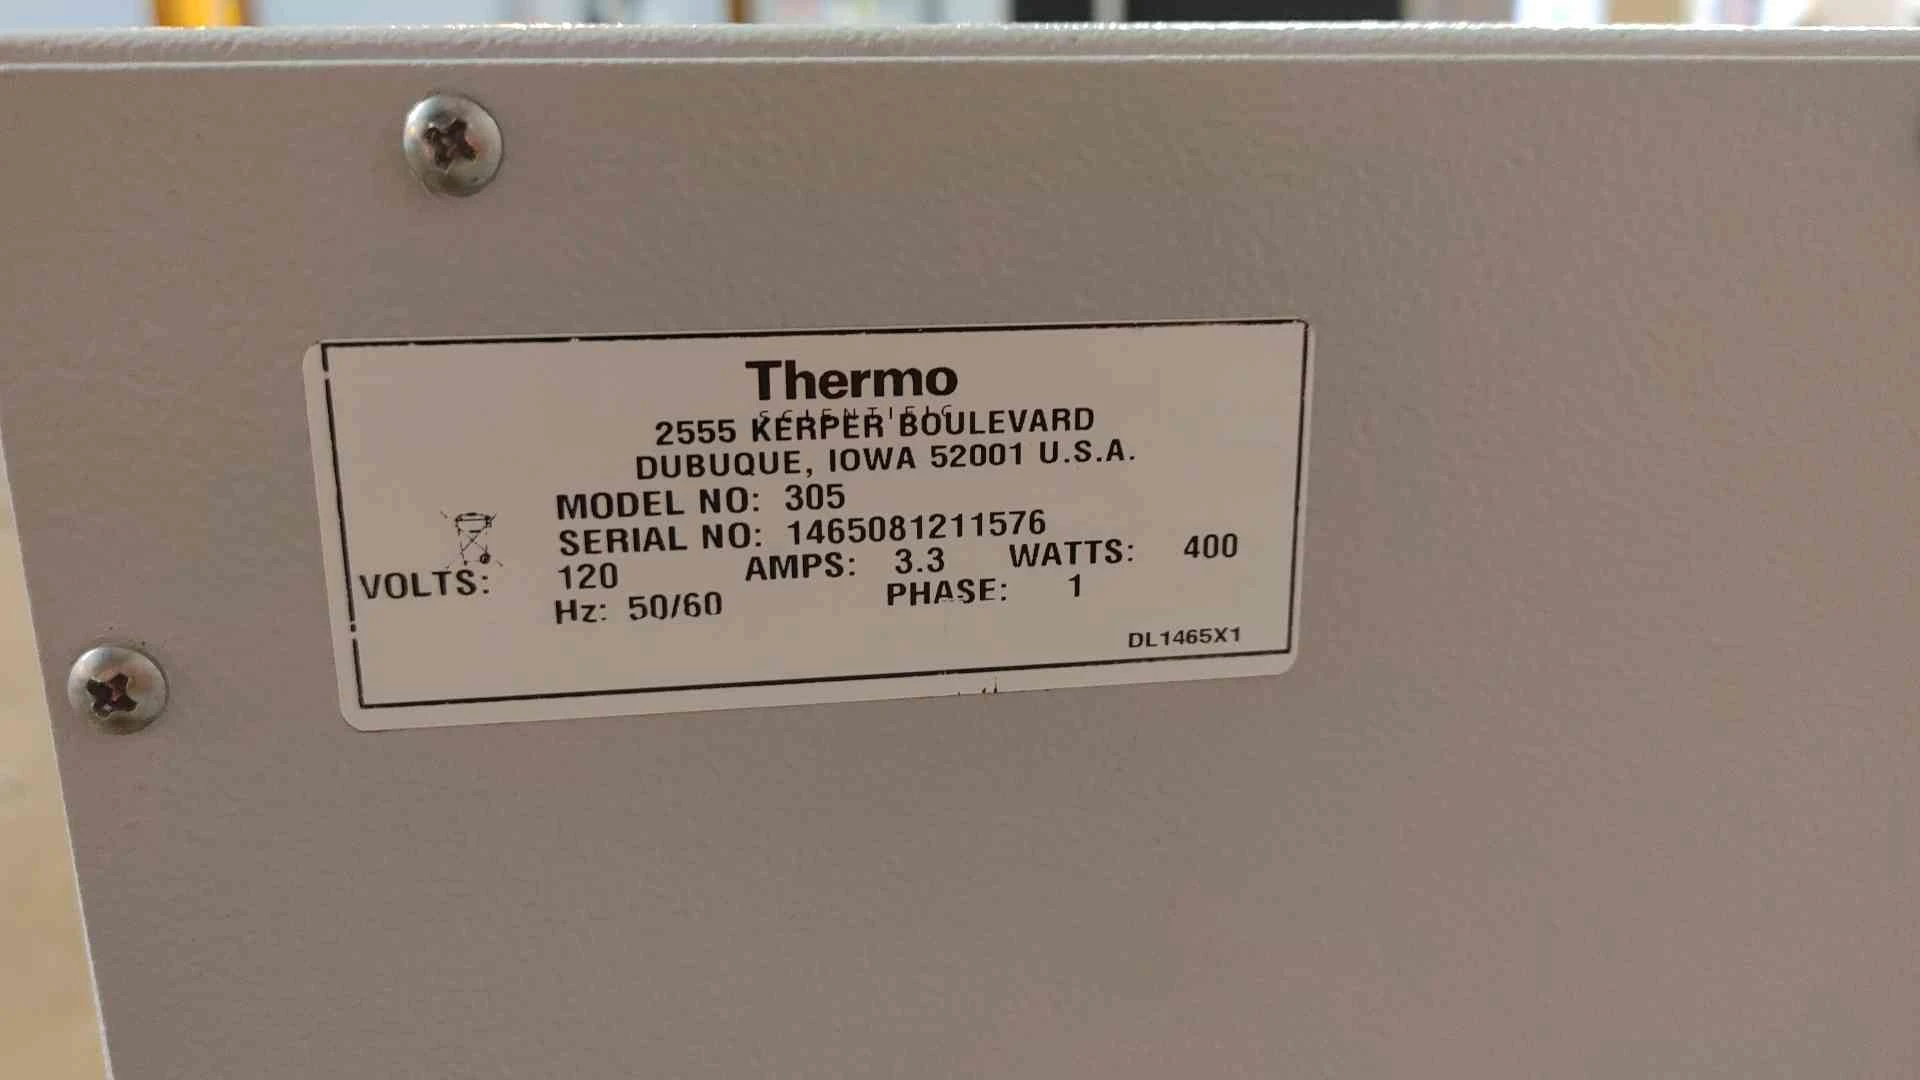 Thermo
SCIENTIFIC
2555 KERPER BOULEVARD
DUBUQUE, IOWA 52001 U.S.A.
MODEL NO: 305
SERIAL NO: 1465081211576
VOLTS: 120 AMPS: 3.3 WATTS: 400
Hz: 50/60 PHASE: 1
DL1465X1